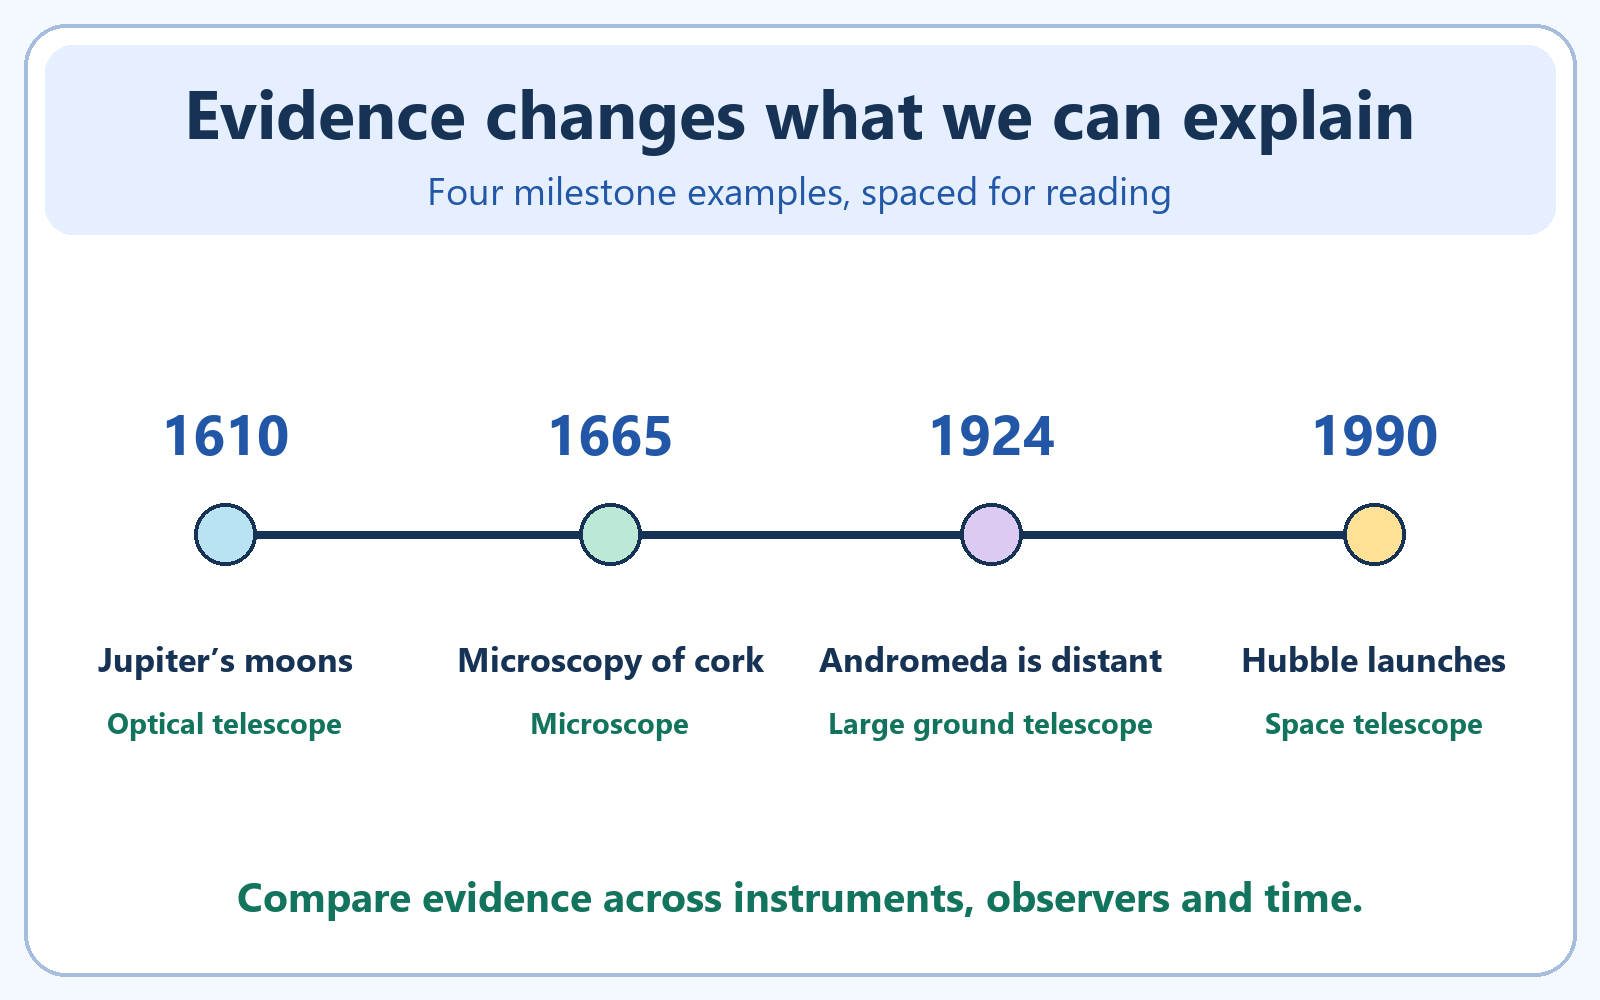 Evidence changes what we can explain
Four milestone examples, spaced for reading
1610
1665
1924
1990
Jupiter’s moons
Microscopy of cork
Andromeda is distant
Hubble launches
Optical telescope
Microscope
Large ground telescope
Space telescope
Compare evidence across instruments, observers and time.